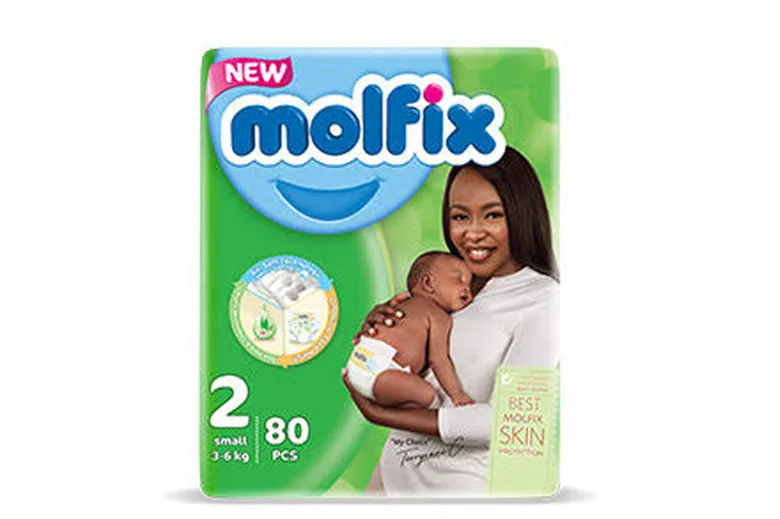 NEW
molfix
2
small
3-6 kg
80
PCS
"My Choice"
BEST
MOLFIX
SKIN
PROTECTION